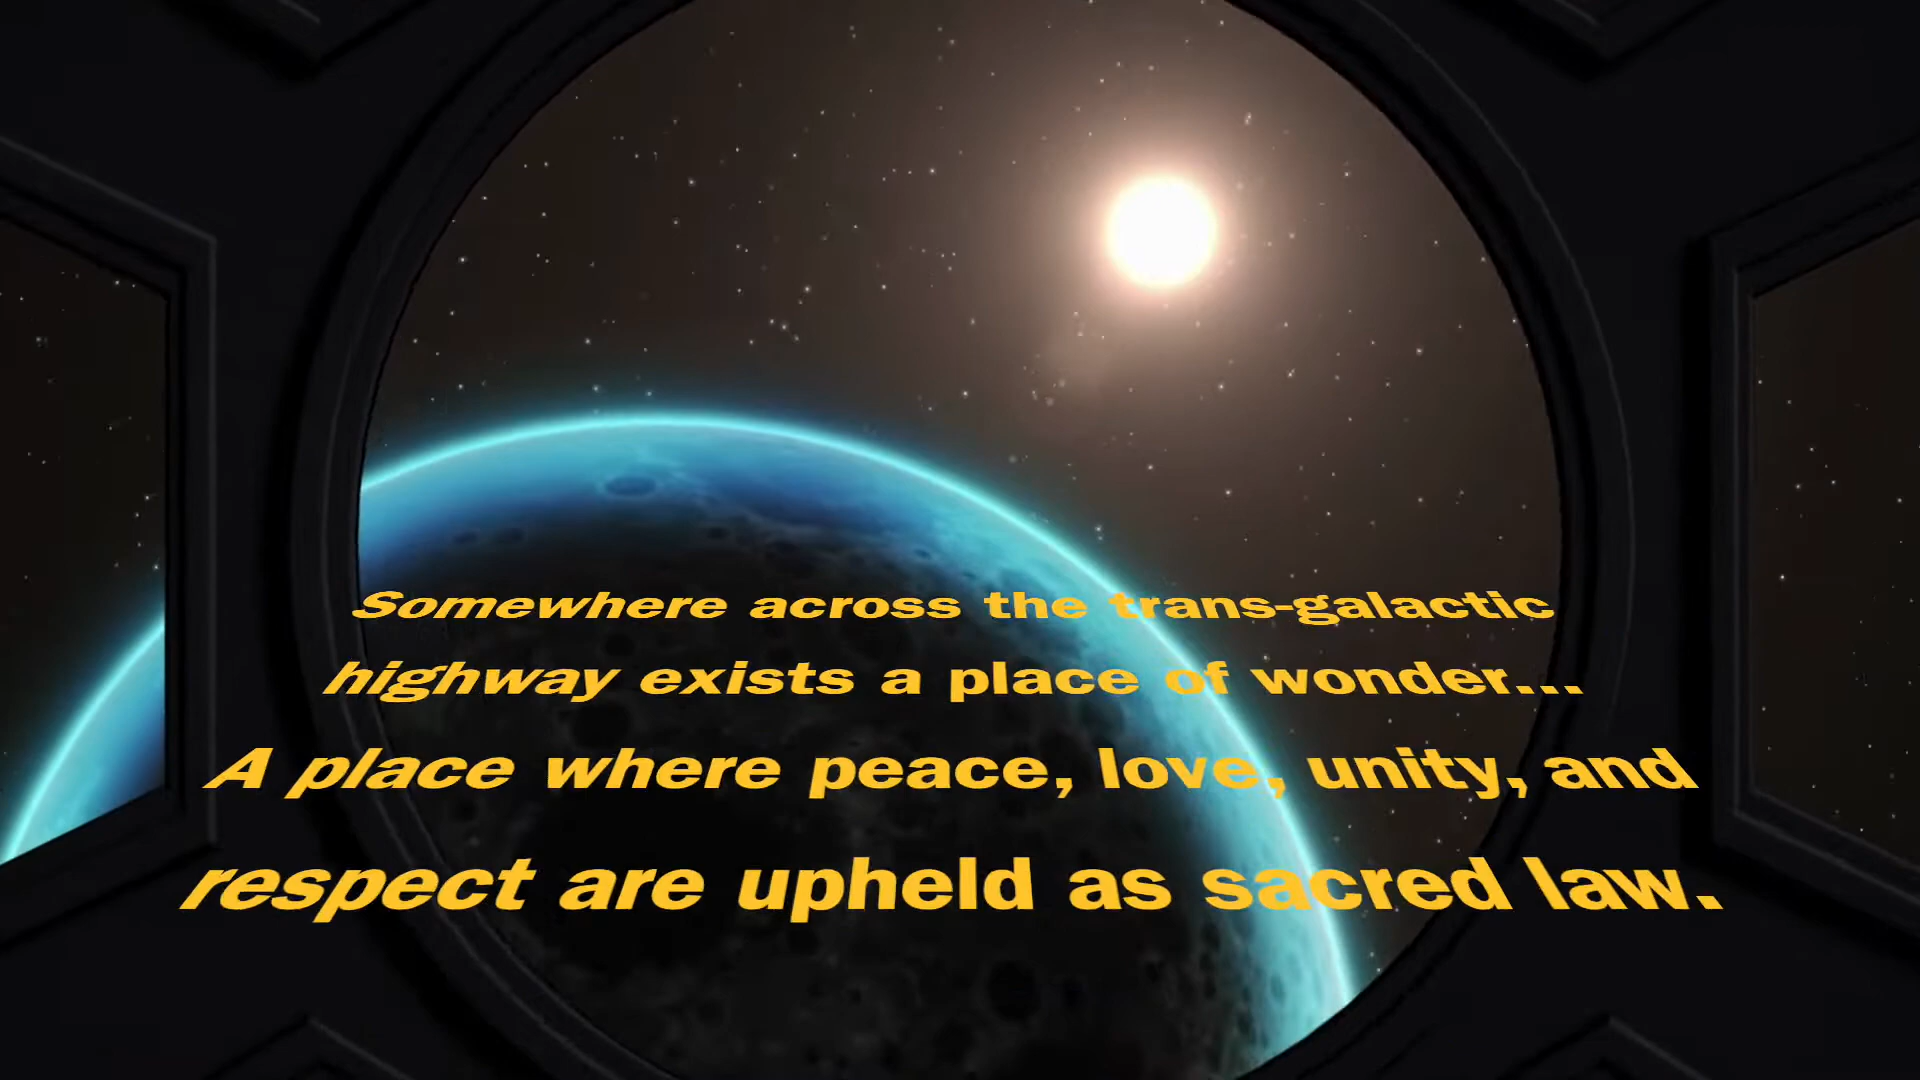 Somewhere across the trans-galactic
highway exists a place of wonder...
A place where peace, love, unity, and
respect are upheld as sacred law.